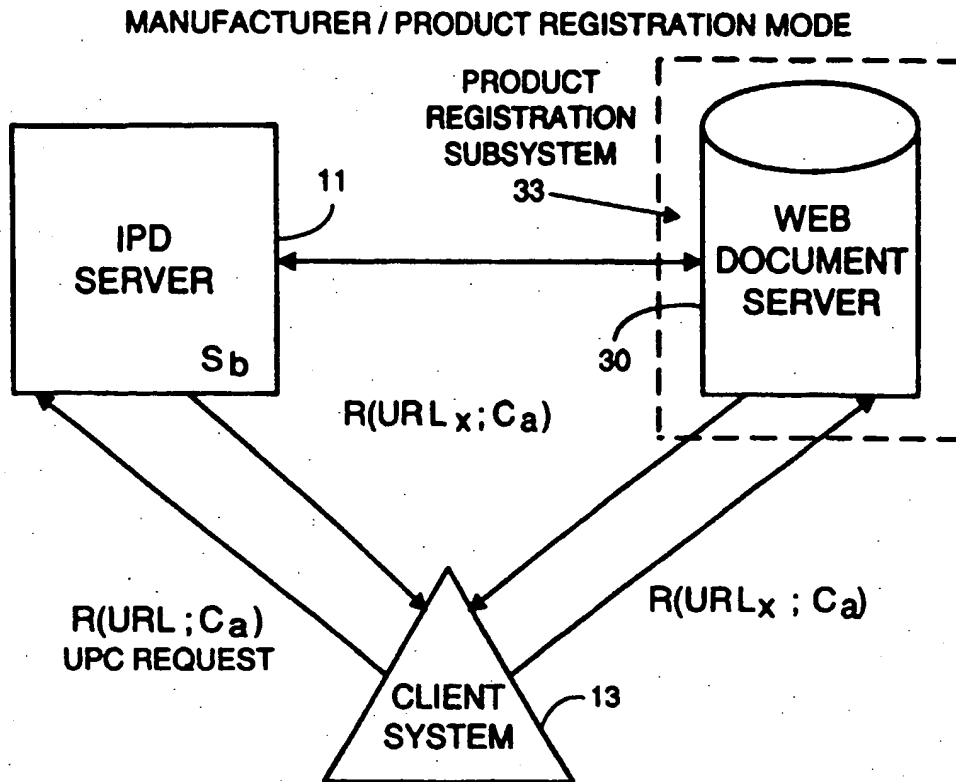 MANUFACTURER / PRODUCT REGISTRATION MODE
PRODUCT
REGISTRATION
SUBSYSTEM
33
11
IPD
SERVER
Sb
WEB
DOCUMENT
SERVER
30
R(URLx; Ca)
R(URL; Ca)
UPC REQUEST
R(URLx; Ca)
CLIENT
SYSTEM
13